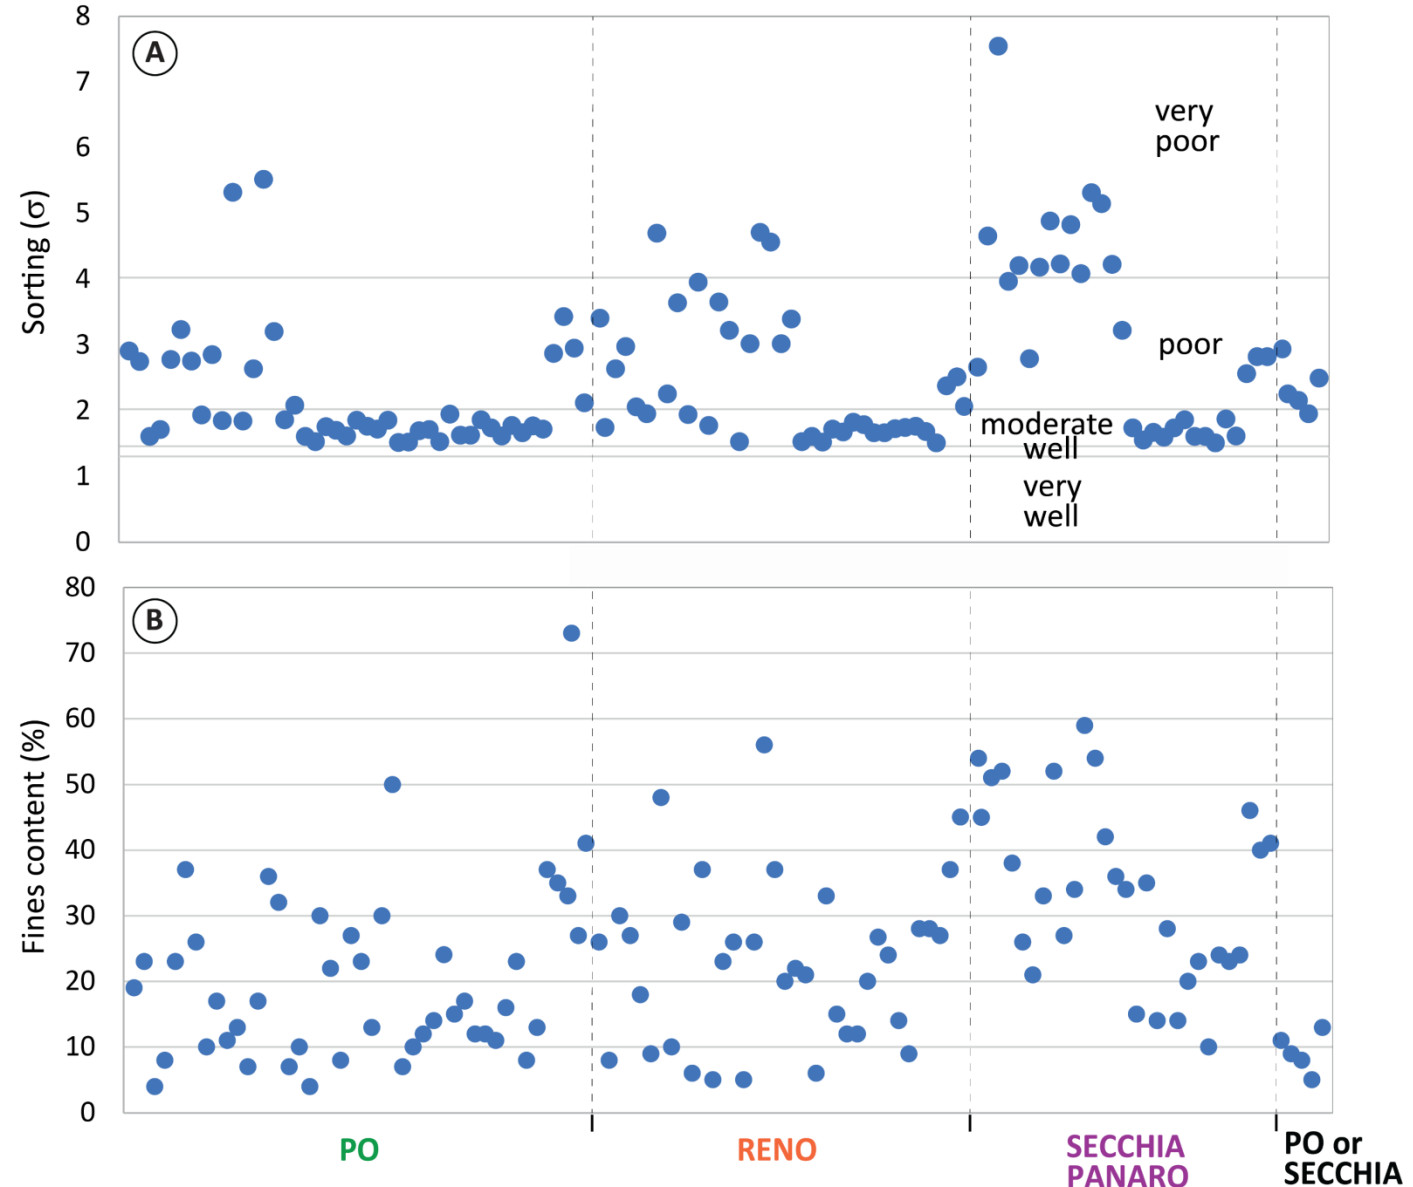 A
8
7
6
5
4
3
2
1
0
Sorting (σ)
very
poor
poor
moderate
well
very
well
B
80
70
60
50
40
30
20
10
0
Fines content (%)
PO
RENO
SECCHIA
PANARO
PO or
SECCHIA